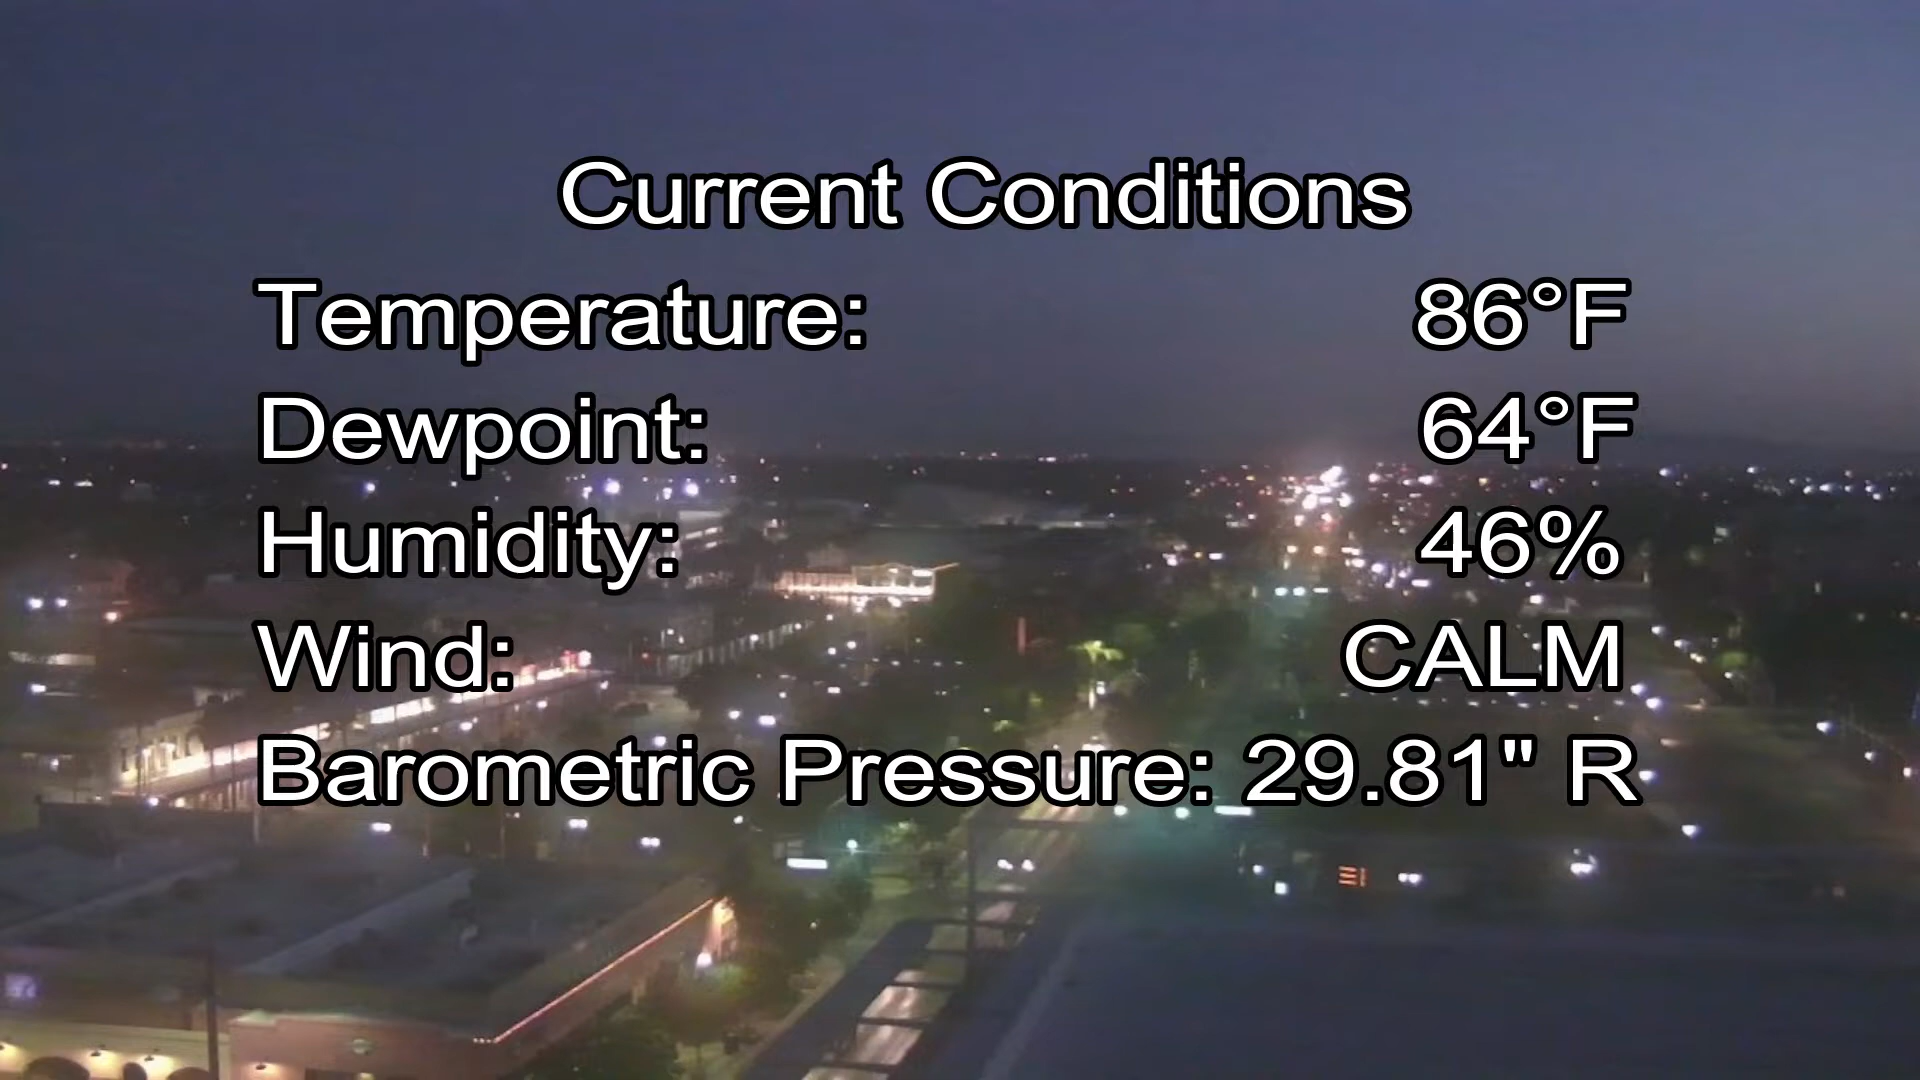 Current Conditions
Temperature: 86°F
Dewpoint: 64°F
Humidity: 46%
Wind: CALM
Barometric Pressure: 29.81" R